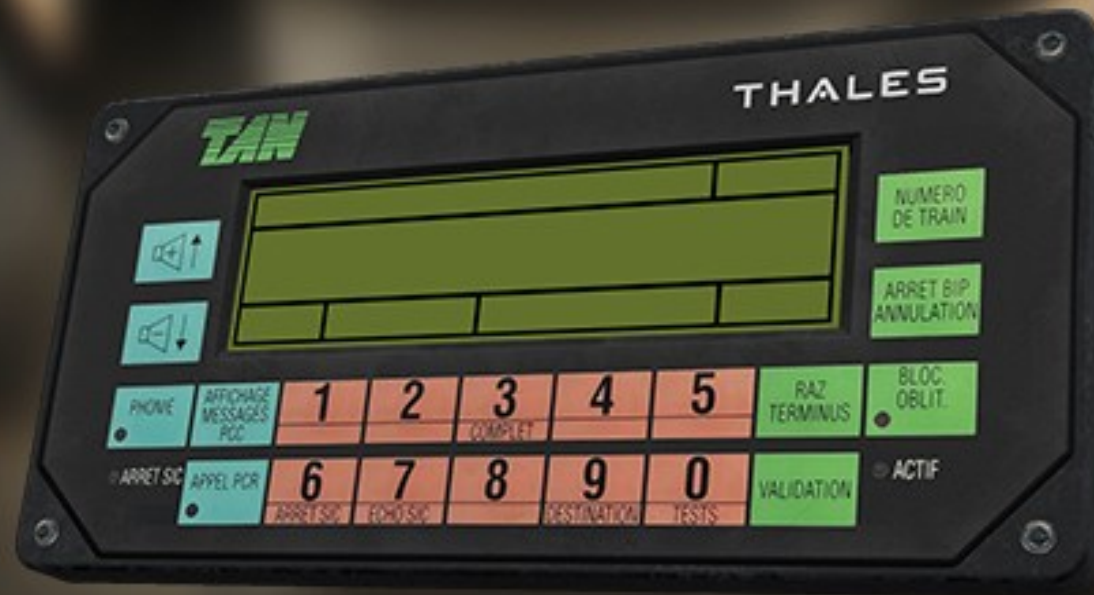 TAN
THALES
NUMERO
DE TRAIN
ARRET BIP
ANNULATION
PHONIE
AFFICHAGE
MESSAGES
PCC
1
2
3
COMPLET
4
5
RAZ
TERMINUS
BLOC.
OBLIT.
ARRET SIC
APPEL PCR
6
ARRET SIC
7
ECHO SIC
8
9
DESTINATION
0
TESTS
VALIDATION
ACTIF